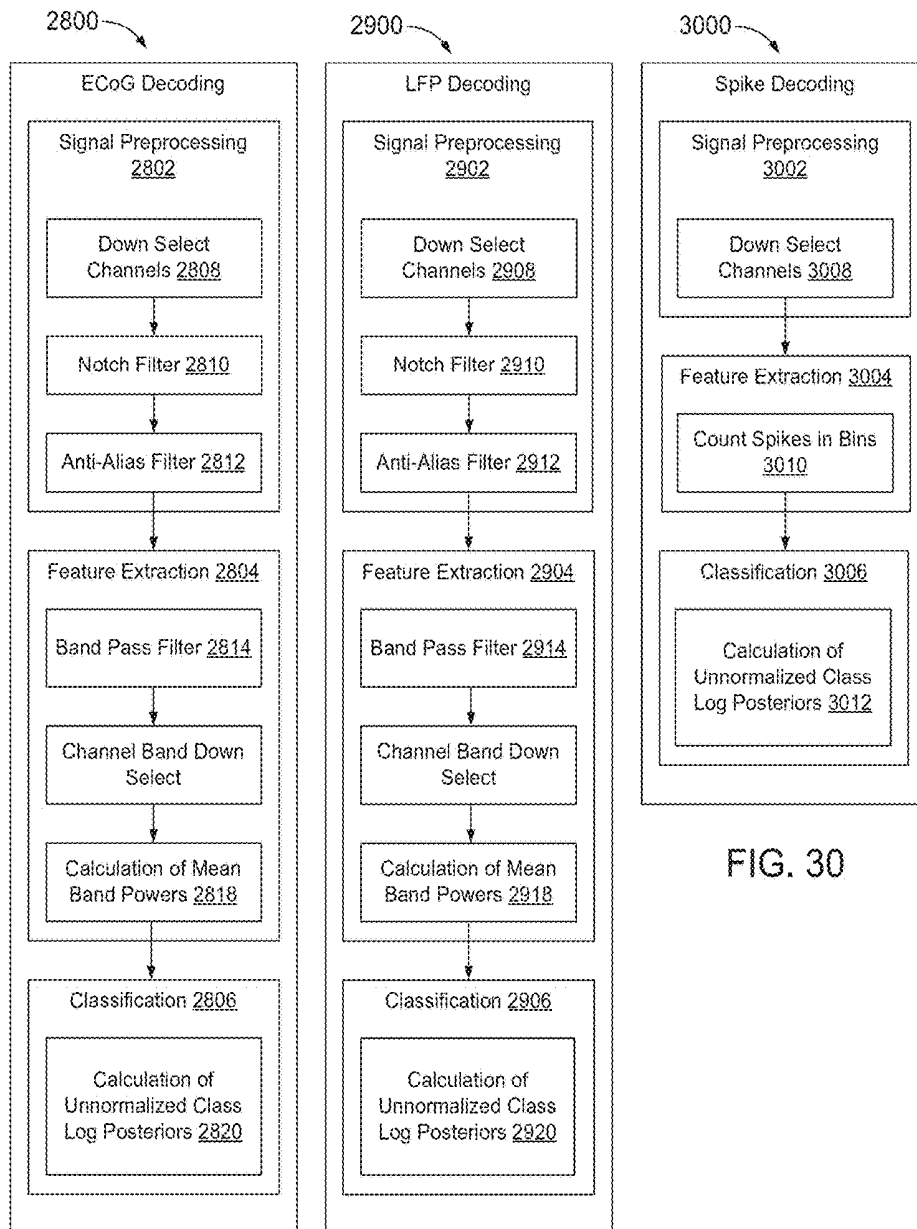 2800
ECoG Decoding
Signal Preprocessing
2802
Down Select
Channels 2808
Notch Filter 2810
Anti-Alias Filter 2812
Feature Extraction 2804
Band Pass Filter 2814
Channel Band Down
Select
Calculation of Mean
Band Powers 2818
Classification 2806
Calculation of
Unnormalized Class
Log Posteriors 2820
2900
LFP Decoding
Signal Preprocessing
2902
Down Select
Channels 2908
Notch Filter 2910
Anti-Alias Filter 2912
Feature Extraction 2904
Band Pass Filter 2914
Channel Band Down
Select
Calculation of Mean
Band Powers 2918
Classification 2906
Calculation of
Unnormalized Class
Log Posteriors 2920
3000
Spike Decoding
Signal Preprocessing
3002
Down Select
Channels 3008
Feature Extraction 3004
Count Spikes in Bins
3010
Classification 3006
Calculation of
Unnormalized Class
Log Posteriors 3012
FIG. 30